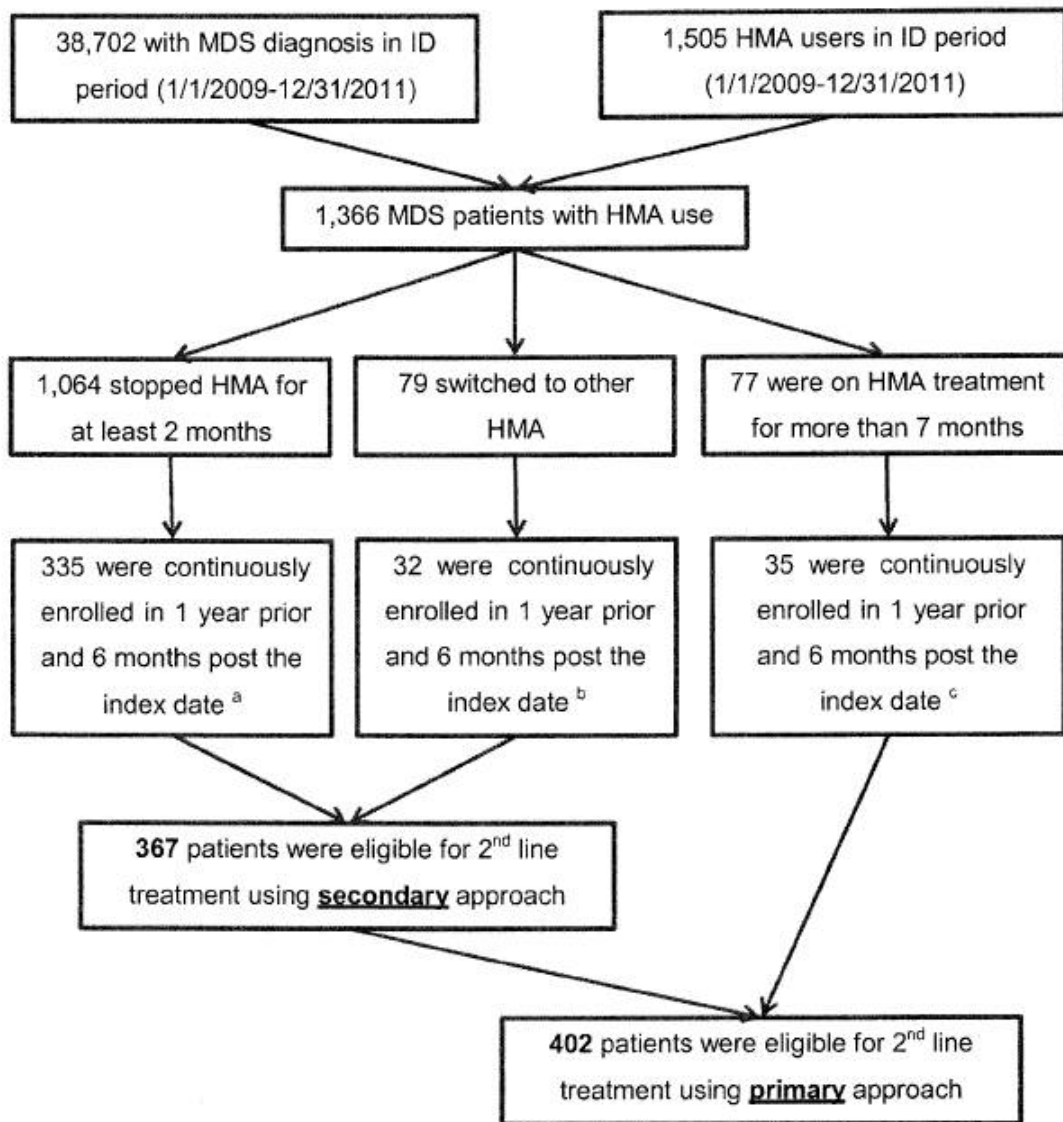 38,702 with MDS diagnosis in ID
period (1/1/2009-12/31/2011)
1,505 HMA users in ID period
(1/1/2009-12/31/2011)
1,366 MDS patients with HMA use
1,064 stopped HMA for
at least 2 months
79 switched to other
HMA
77 were on HMA treatment
for more than 7 months
335 were continuously
enrolled in 1 year prior
and 6 months post the
index date a
32 were continuously
enrolled in 1 year prior
and 6 months post the
index date b
35 were continuously
enrolled in 1 year prior
and 6 months post the
index date c
367 patients were eligible for 2nd line
treatment using secondary approach
402 patients were eligible for 2nd line
treatment using primary approach